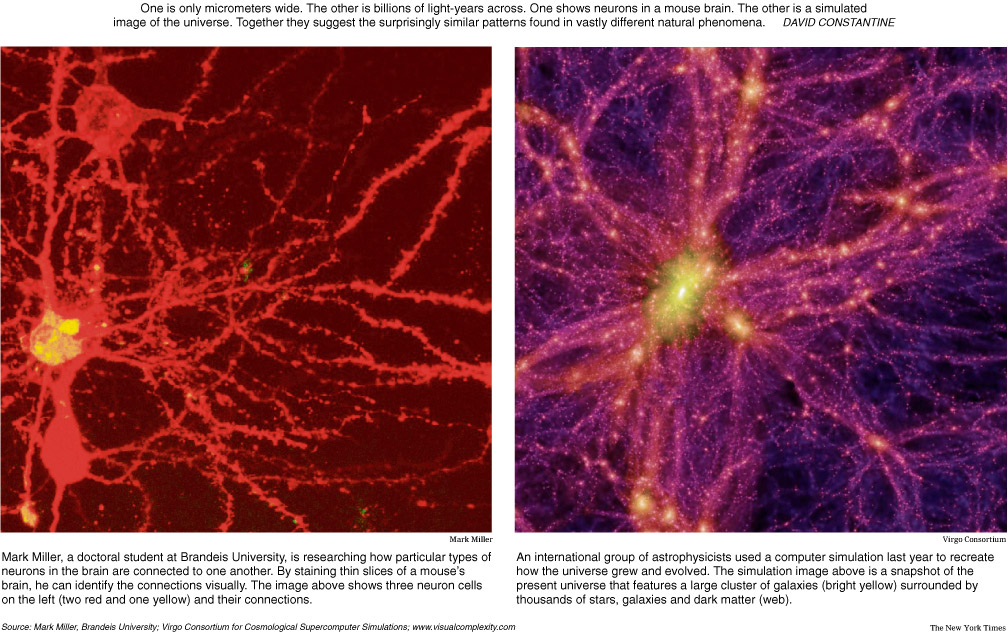 One is only micrometers wide. The other is billions of light-years across. One shows neurons in a mouse brain. The other is a simulated
image of the universe. Together they suggest the surprisingly similar patterns found in vastly different natural phenomena. DAVID CONSTANTINE
Mark Miller
Mark Miller, a doctoral student at Brandeis University, is researching how particular types of
neurons in the brain are connected to one another. By staining thin slices of a mouse's
brain, he can identify the connections visually. The image above shows three neuron cells
on the left (two red and one yellow) and their connections.
Virgo Consortium
An international group of astrophysicists used a computer simulation last year to recreate
how the universe grew and evolved. The simulation image above is a snapshot of the
present universe that features a large cluster of galaxies (bright yellow) surrounded by
thousands of stars, galaxies and dark matter (web).
Source: Mark Miller, Brandeis University; Virgo Consortium for Cosmological Supercomputer Simulations; www.visualcomplexity.com
The New York Times